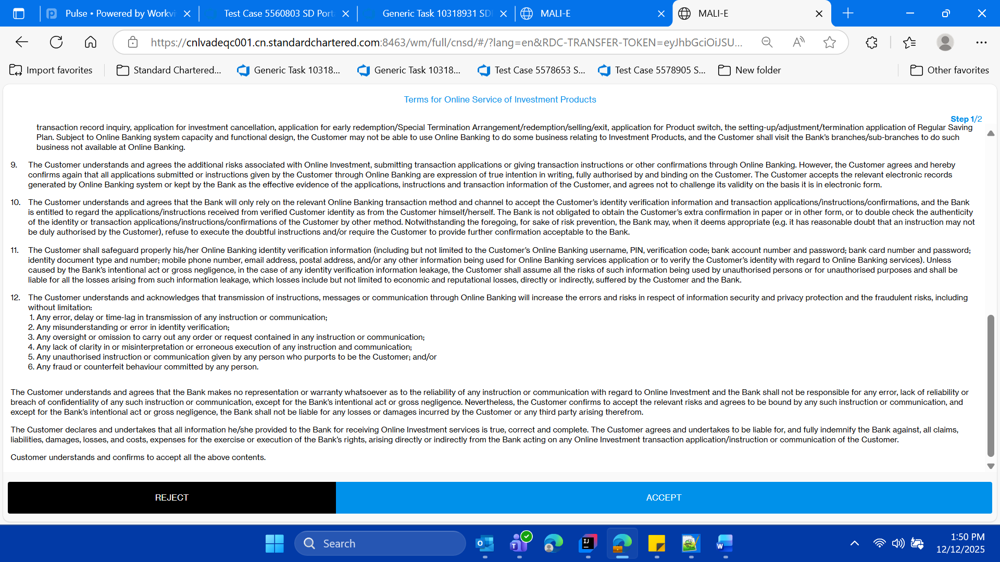 Pulse • Powered by Workvi
Test Case 5560803 SD Port
Generic Task 10318931 SD
MALI-E
MALI-E
https://cnlvadeqc001.cn.standardchartered.com:8463/wm/full/cnsd/#/?lang=en&RDC-TRANSFER-TOKEN=eyJhbGciOiJSU...
Import favorites
Standard Chartered...
Generic Task 10318...
Generic Task 10318...
Test Case 5578653 S...
Test Case 5578905 S...
New folder
Other favorites
Terms for Online Service of Investment Products
Step 1/2
transaction record inquiry, application for investment cancellation, application for early redemption/Special Termination Arrangement/redemption/selling/exit, application for Product switch, the setting-up/adjustment/termination application of Regular Saving
Plan. Subject to Online Banking system capacity and functional design, the Customer may not be able to use Online Banking to do some business relating to Investment Products, and the Customer shall visit the Bank’s branches/sub-branches to do such
business not available at Online Banking.
9. The Customer understands and agrees the additional risks associated with Online Investment, submitting transaction applications or giving transaction instructions or other confirmations through Online Banking. However, the Customer agrees and hereby
confirms again that all applications submitted or instructions given by the Customer through Online Banking are expression of true intention in writing, fully authorised by and binding on the Customer. The Customer accepts the relevant electronic records
generated by Online Banking system or kept by the Bank as the effective evidence of the applications, instructions and transaction information of the Customer, and agrees not to challenge its validity on the basis it is in electronic form.
10. The Customer understands and agrees that the Bank will only rely on the relevant Online Banking transaction method and channel to accept the Customer’s identity verification information and transaction applications/instructions/confirmations, and the Bank
is entitled to regard the applications/instructions received from verified Customer identity as from the Customer himself/herself. The Bank is not obligated to obtain the Customer’s extra confirmation in paper or in other form, or to double check the authenticity
of the identity or transaction applications/instructions/confirmations of the Customer by other method. Notwithstanding the foregoing, for sake of risk prevention, the Bank may, when it deems appropriate (e.g. it has reasonable doubt that an instruction may not
be duly authorised by the Customer), refuse to execute the doubtful instructions and/or require the Customer to provide further confirmation acceptable to the Bank.
11. The Customer shall safeguard properly his/her Online Banking identity verification information (including but not limited to the Customer’s Online Banking username, PIN, verification code; bank account number and password; bank card number and password;
identity document type and number; mobile phone number, email address, postal address, and/or any other information being used for Online Banking services application or to verify the Customer’s identity with regard to Online Banking services). Unless
caused by the Bank’s intentional act or gross negligence, in the case of any identity verification information leakage, the Customer shall assume all the risks of such information being used by unauthorised persons or for unauthorised purposes and shall be
liable for all the losses arising from such information leakage, which losses include but not limited to economic and reputational losses, directly or indirectly, suffered by the Customer and the Bank.
12. The Customer understands and acknowledges that transmission of instructions, messages or communication through Online Banking will increase the errors and risks in respect of information security and privacy protection and the fraudulent risks, including
without limitation:
1. Any error, delay or time-lag in transmission of any instruction or communication;
2. Any misunderstanding or error in identity verification;
3. Any oversight or omission to carry out any order or request contained in any instruction or communication;
4. Any lack of clarity in or misinterpretation or erroneous execution of any instruction and communication;
5. Any unauthorised instruction or communication given by any person who purports to be the Customer; and/or
6. Any fraud or counterfeit behaviour committed by any person.
The Customer understands and agrees that the Bank makes no representation or warranty whatsoever as to the reliability of any instruction or communication with regard to Online Investment and the Bank shall not be responsible for any error, lack of reliability or
breach of confidentiality of any such instruction or communication, except for the Bank’s intentional act or gross negligence. Nevertheless, the Customer confirms to accept the relevant risks and agrees to be bound by any such instruction or communication, and
except for the Bank’s intentional act or gross negligence, the Bank shall not be liable for any losses or damages incurred by the Customer or any third party arising therefrom.
The Customer declares and undertakes that all information he/she provided to the Bank for receiving Online Investment services is true, correct and complete. The Customer agrees and undertakes to be liable for, and fully indemnify the Bank against, all claims,
liabilities, damages, losses, and costs, expenses for the exercise or execution of the Bank’s rights, arising directly or indirectly from the Bank acting on any Online Investment transaction application/instruction or communication of the Customer.
Customer understands and confirms to accept all the above contents.
REJECT
ACCEPT
Search
1:50 PM
12/12/2025